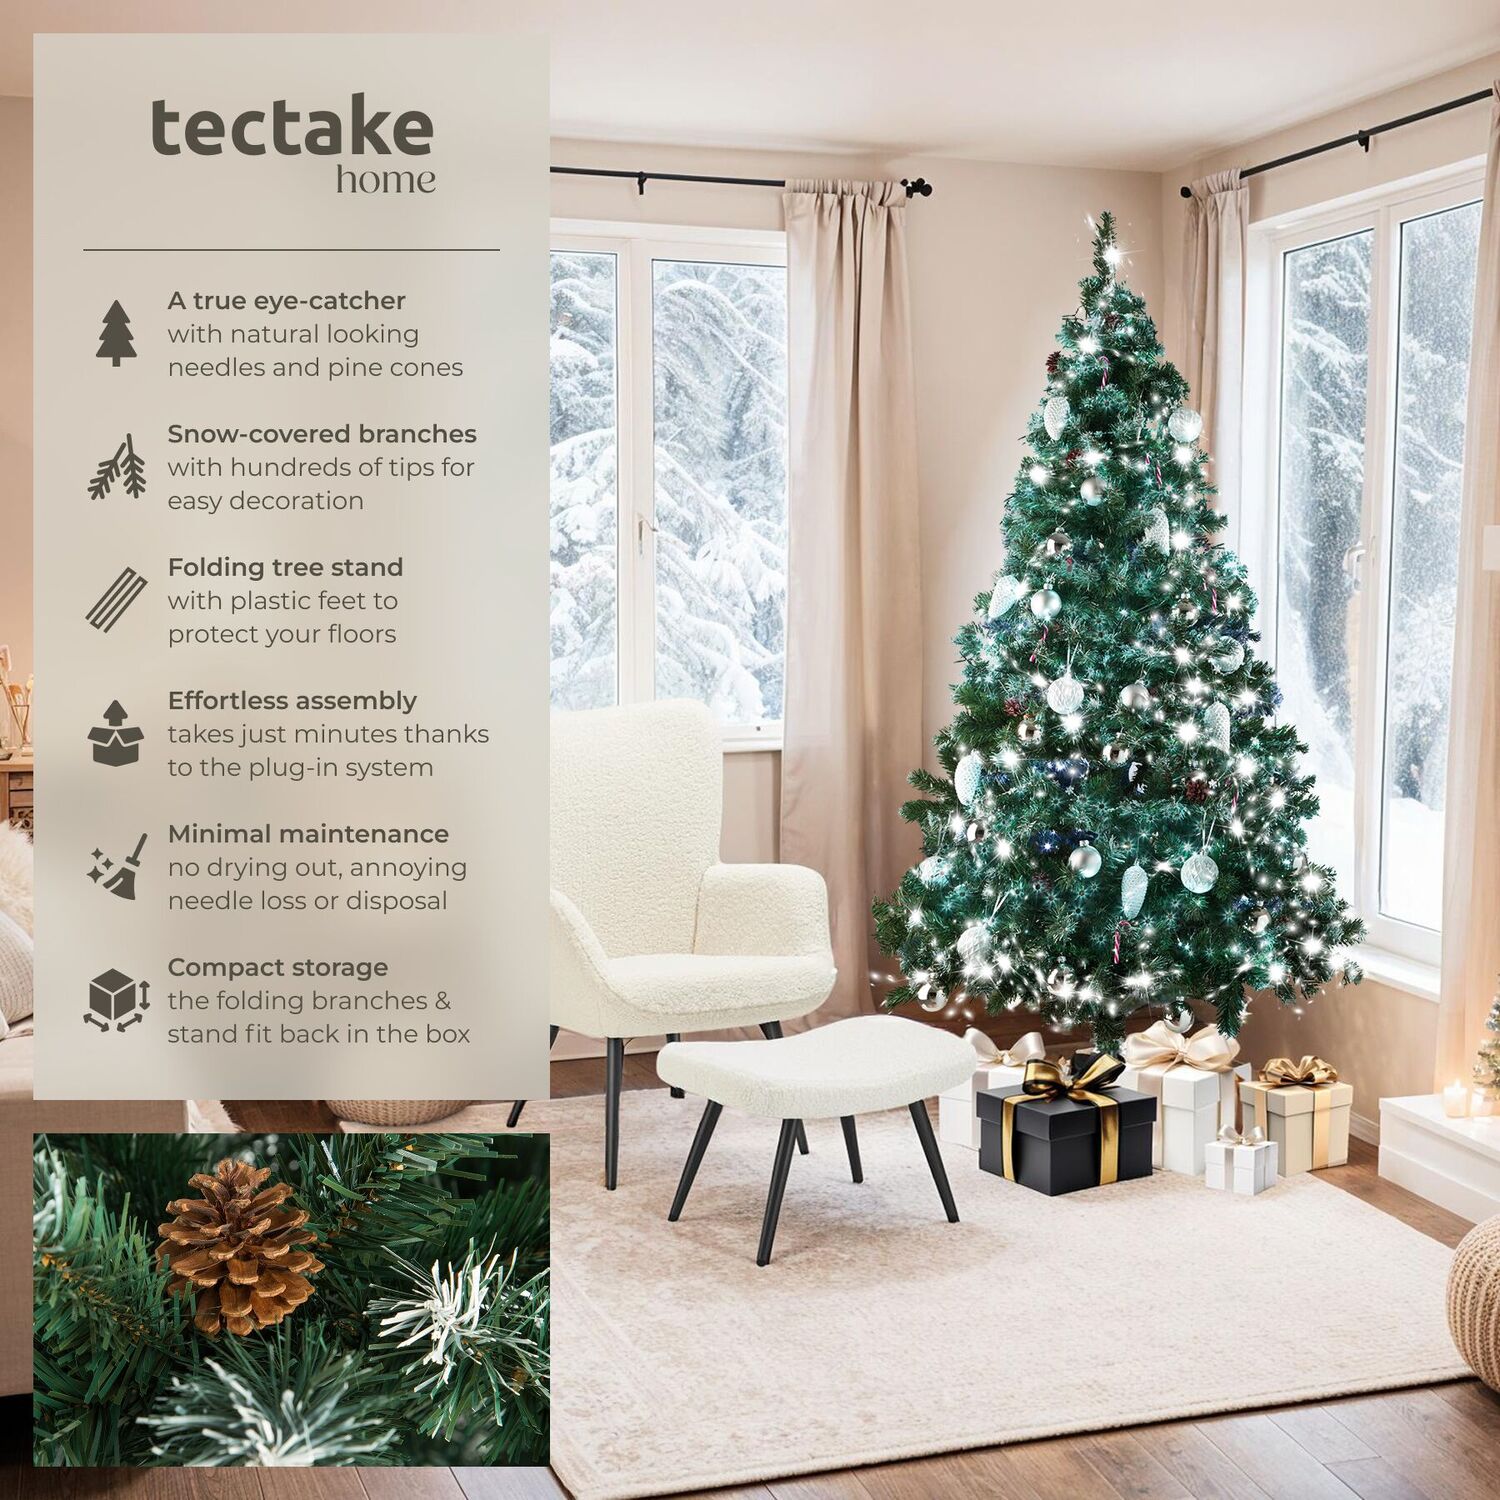 tectake
home
A true eye-catcher
with natural looking
needles and pine cones
Snow-covered branches
with hundreds of tips for
easy decoration
Folding tree stand
with plastic feet to
protect your floors
Effortless assembly
takes just minutes thanks
to the plug-in system
Minimal maintenance
no drying out, annoying
needle loss or disposal
Compact storage
the folding branches &
stand fit back in the box